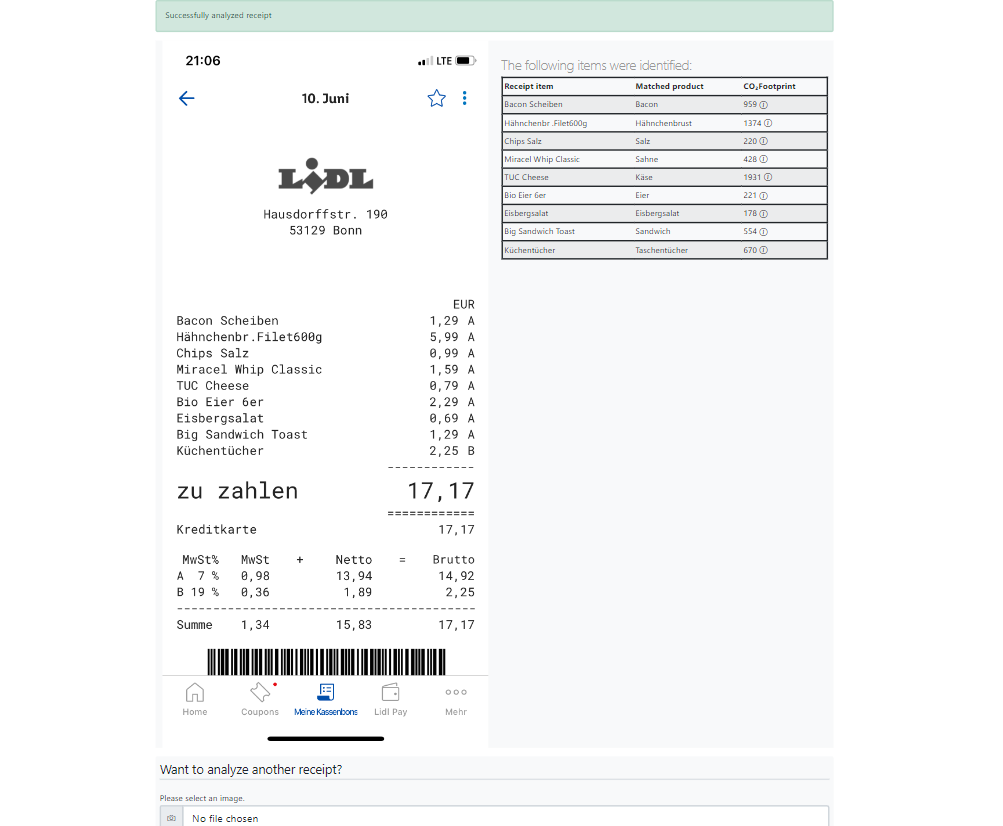 Successfully analyzed receipt
21:06
LTE
10. Juni
LiDL
Hausdorffstr. 190
53129 Bonn
EUR
Bacon Scheiben 1,29 A
Hähnchenbr.Filet600g 5,99 A
Chips Salz 0,99 A
Miracel Whip Classic 1,59 A
TUC Cheese 0,79 A
Bio Eier 6er 2,29 A
Eisbergsalat 0,69 A
Big Sandwich Toast 1,29 A
Küchentücher 2,25 B
------------
zu zahlen 17,17
============
Kreditkarte 17,17
MwSt% MwSt + Netto = Brutto
A 7 % 0,98 13,94 14,92
B 19 % 0,36 1,89 2,25
-----------------------------------------
Summe 1,34 15,83 17,17
Home Coupons Meine Kassenbons Lidl Pay Mehr
The following items were identified:
Receipt item Matched product CO₂Footprint
Bacon Scheiben Bacon 959
Hähnchenbr .Filet600g Hähnchenbrust 1374
Chips Salz Salz 220
Miracel Whip Classic Sahne 428
TUC Cheese Käse 1931
Bio Eier 6er Eier 221
Eisbergsalat Eisbergsalat 178
Big Sandwich Toast Sandwich 554
Küchentücher Taschentücher 670
Want to analyze another receipt?
Please select an image.
No file chosen